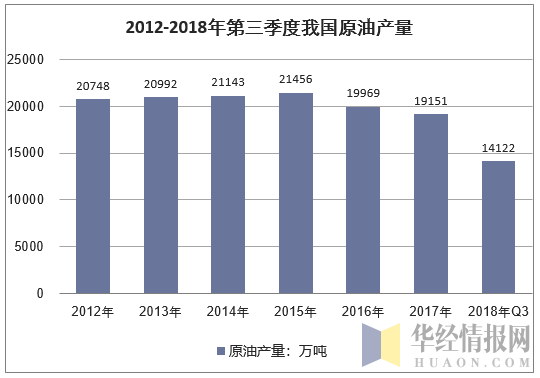 2012-2018年第三季度我国原油产量
25000
20000
15000
10000
5000
0
20748
20992
21143
21456
19969
19151
14122
2012年
2013年
2014年
2015年
2016年
2017年
2018年Q3
原油产量：万吨
华经情报网
HUAON.COM